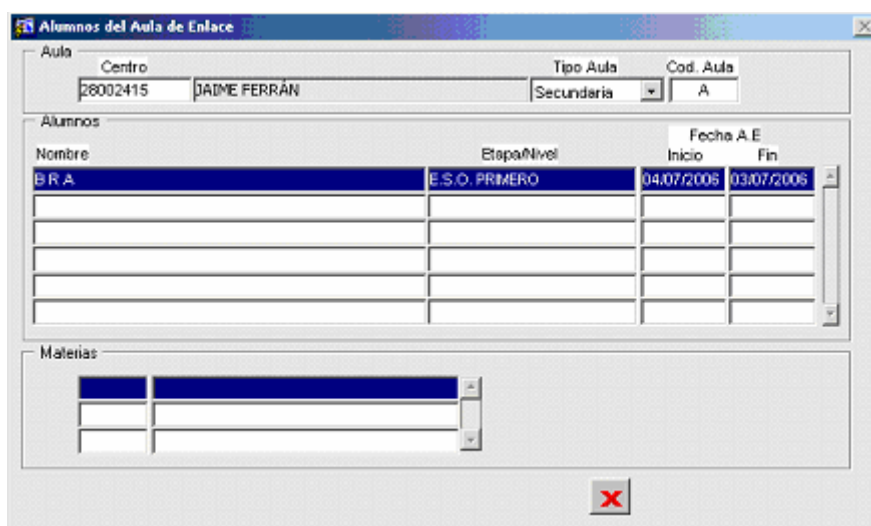 Alumnos del Aula de Enlace
Aula
Centro Tipo Aula Cod. Aula
28002415 JAIME FERRÁN Secundaria A
Alumnos
Fecha A.E
Nombre Etapa/Nivel Inicio Fin
B R A E.S.O. PRIMERO 04/07/2006 03/07/2006
Materias